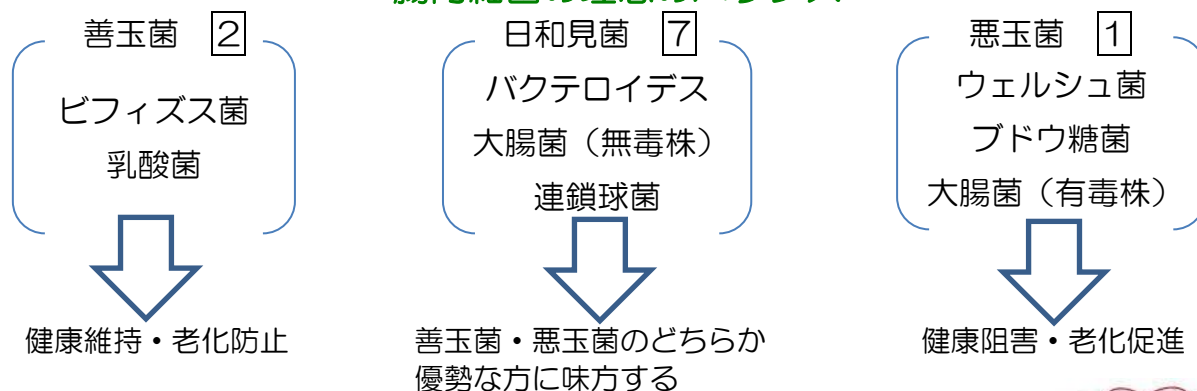 善玉菌 2
ビフィズス菌
乳酸菌
健康維持・老化防止
日和見菌 7
バクテロイデス
大腸菌（無毒株）
連鎖球菌
善玉菌・悪玉菌のどちらか
優勢な方に味方する
悪玉菌 1
ウェルシュ菌
ブドウ糖菌
大腸菌（有毒株）
健康阻害・老化促進